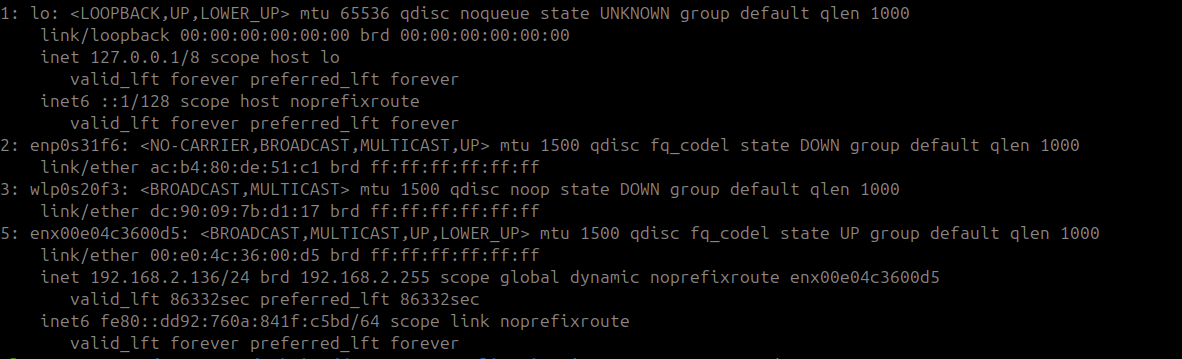 1: lo: <LOOPBACK,UP,LOWER_UP> mtu 65536 qdisc noqueue state UNKNOWN group default qlen 1000
link/loopback 00:00:00:00:00:00 brd 00:00:00:00:00:00
inet 127.0.0.1/8 scope host lo
valid_lft forever preferred_lft forever
inet6 ::1/128 scope host noprefixroute
valid_lft forever preferred_lft forever
2: enp0s31f6: <NO-CARRIER,BROADCAST,MULTICAST,UP> mtu 1500 qdisc fq_codel state DOWN group default qlen 1000
link/ether ac:b4:80:de:51:c1 brd ff:ff:ff:ff:ff:ff
3: wlp0s20f3: <BROADCAST,MULTICAST> mtu 1500 qdisc noop state DOWN group default qlen 1000
link/ether dc:90:09:7b:d1:17 brd ff:ff:ff:ff:ff:ff
5: enx00e04c3600d5: <BROADCAST,MULTICAST,UP,LOWER_UP> mtu 1500 qdisc fq_codel state UP group default qlen 1000
link/ether 00:e0:4c:36:00:d5 brd ff:ff:ff:ff:ff:ff
inet 192.168.2.136/24 brd 192.168.2.255 scope global dynamic noprefixroute enx00e04c3600d5
valid_lft 86332sec preferred_lft 86332sec
inet6 fe80::dd92:760a:841f:c5bd/64 scope link noprefixroute
valid_lft forever preferred_lft forever